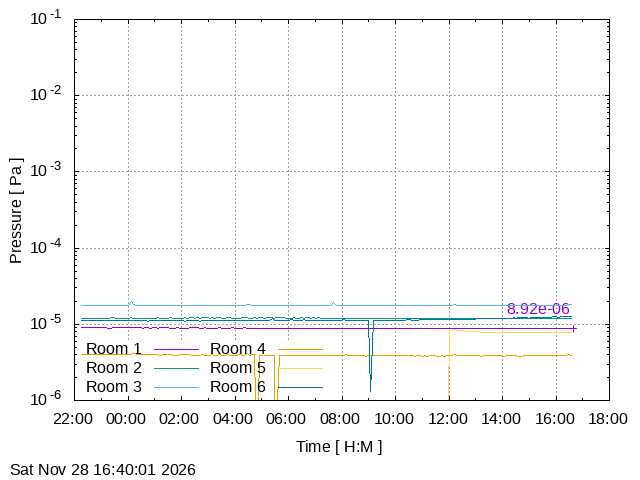 10^-1
10^-2
10^-3
10^-4
10^-5
10^-6
Pressure [ Pa ]
8.92e-06
Room 1 Room 4
Room 2 Room 5
Room 3 Room 6
22:00 00:00 02:00 04:00 06:00 08:00 10:00 12:00 14:00 16:00 18:00
Time [ H:M ]
Sat Nov 28 16:40:01 2026